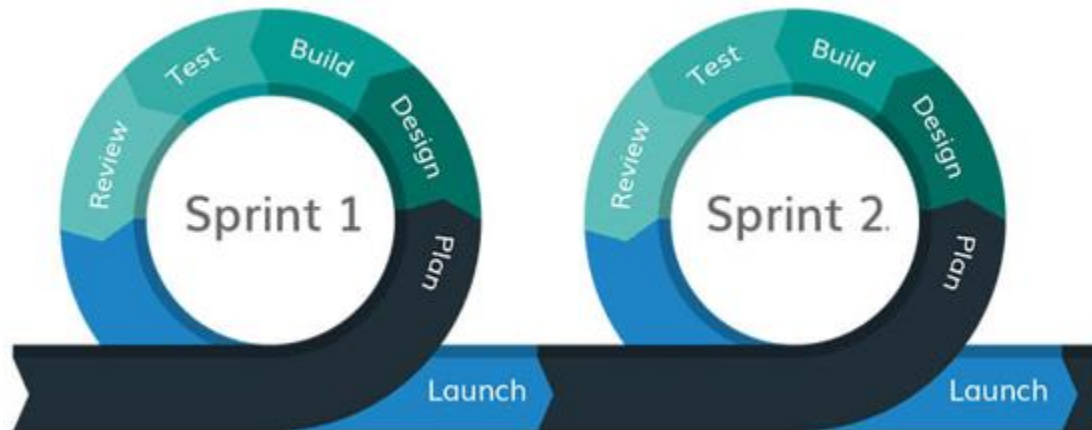 Sprint 1
Plan
Design
Build
Test
Review
Launch
Sprint 2.
Plan
Design
Build
Test
Review
Launch